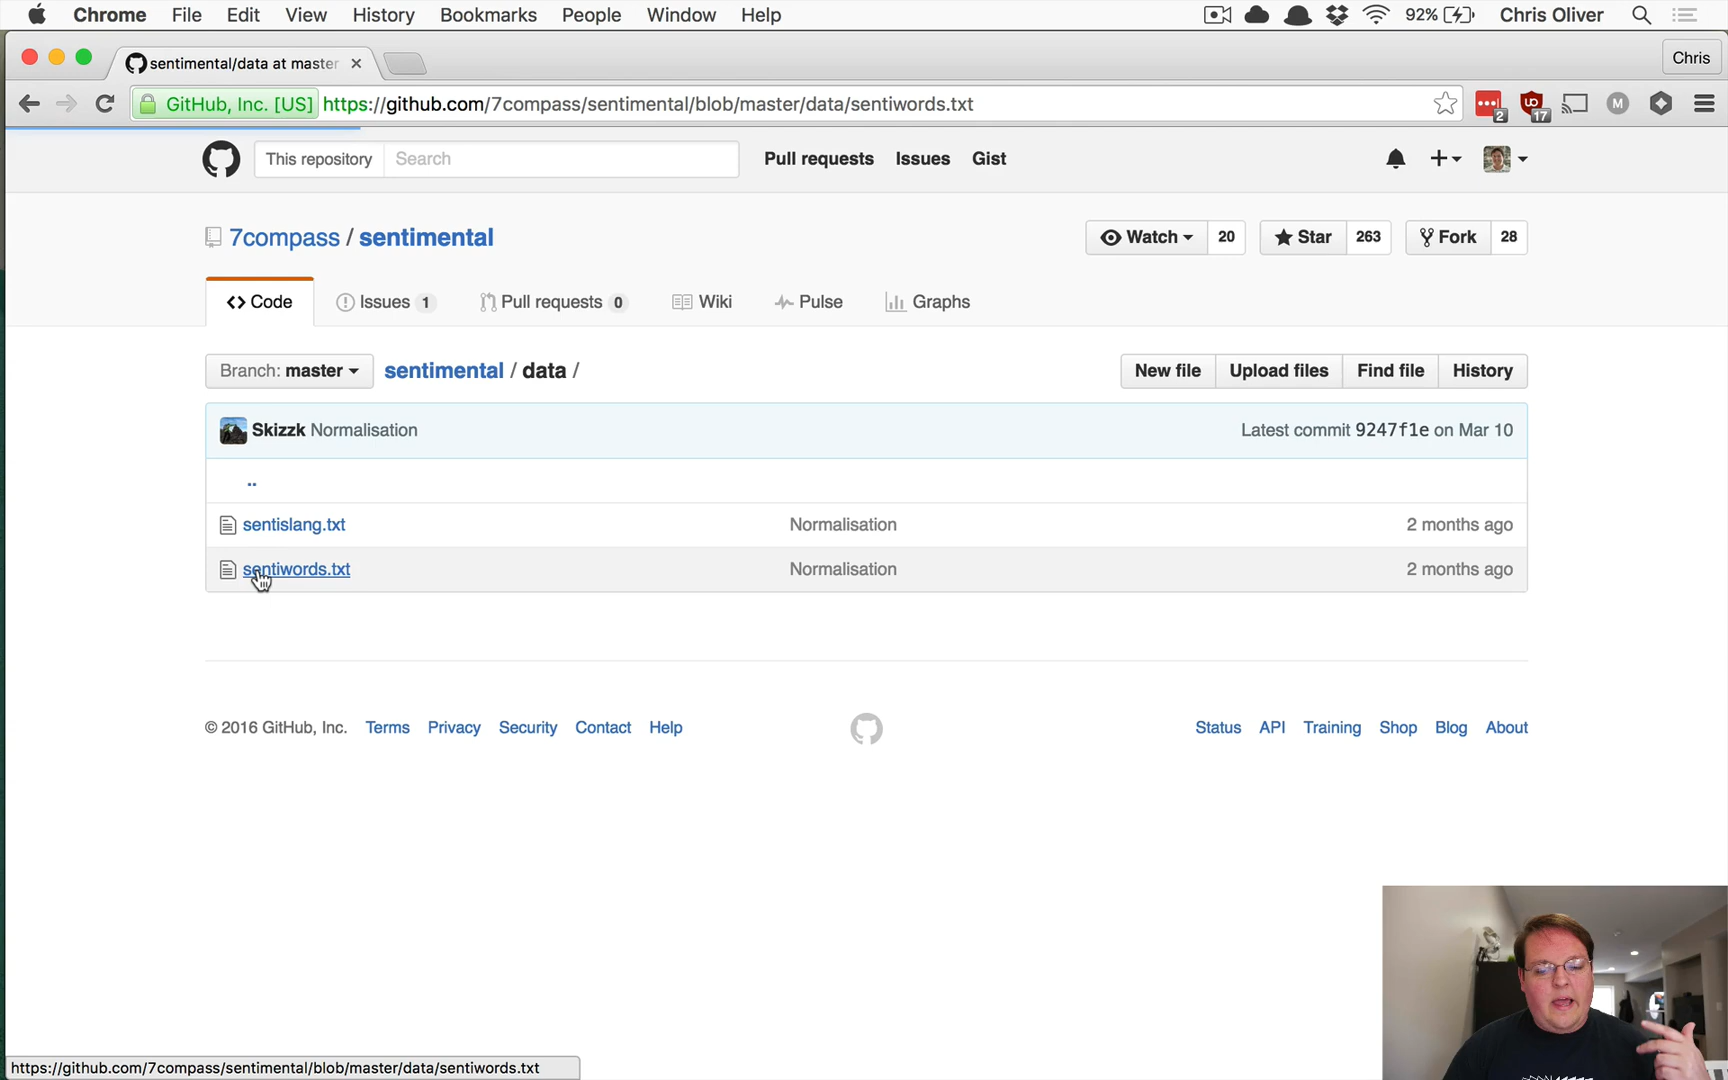 Chrome File Edit View History Bookmarks People Window Help 92% Chris Oliver
sentimental/data at master Chris
GitHub, Inc. [US] https://github.com/7compass/sentimental/blob/master/data/sentiwords.txt 2 17 M
This repository Search Pull requests Issues Gist
7compass / sentimental Watch 20 Star 263 Fork 28
Code Issues 1 Pull requests 0 Wiki Pulse Graphs
Branch: master sentimental / data / New file Upload files Find file History
Skizzk Normalisation Latest commit 9247f1e on Mar 10
..
sentislang.txt Normalisation 2 months ago
sentiwords.txt Normalisation 2 months ago
© 2016 GitHub, Inc. Terms Privacy Security Contact Help Status API Training Shop Blog About
https://github.com/7compass/sentimental/blob/master/data/sentiwords.txt